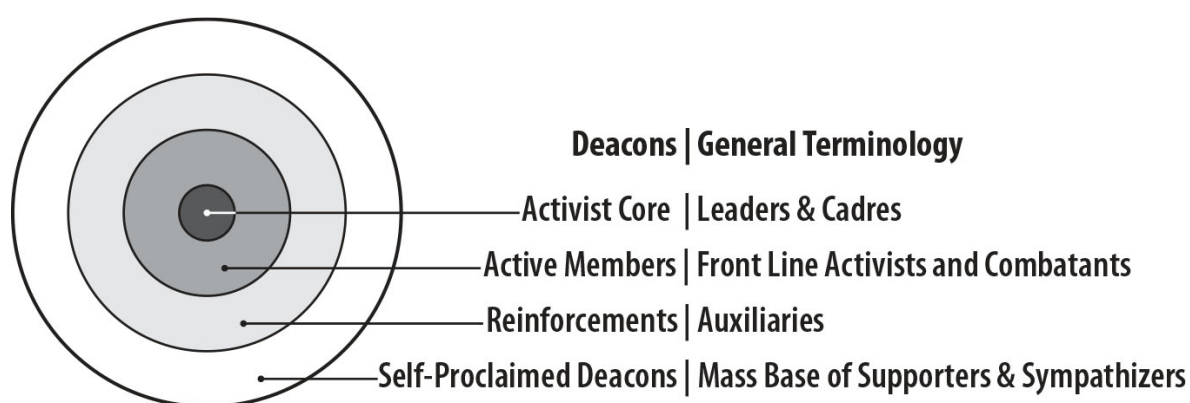 Deacons | General Terminology
Activist Core | Leaders & Cadres
Active Members | Front Line Activists and Combatants
Reinforcements | Auxiliaries
Self-Proclaimed Deacons | Mass Base of Supporters & Sympathizers